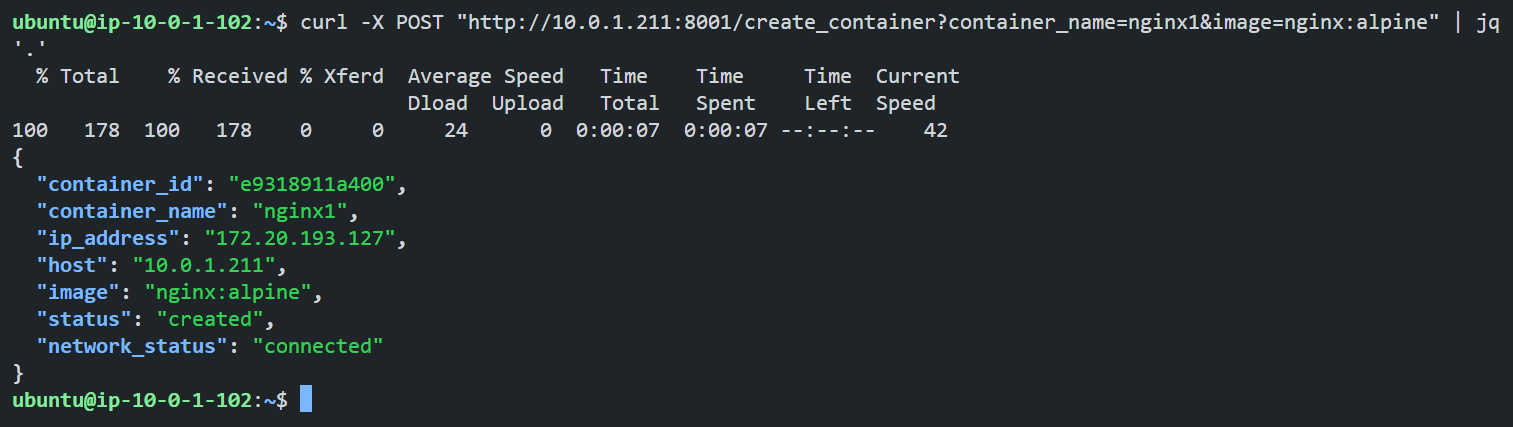 ubuntu@ip-10-0-1-102:~$ curl -X POST "http://10.0.1.211:8001/create_container?container_name=nginx1&image=nginx:alpine" | jq
'.'
  % Total    % Received % Xferd  Average Speed   Time    Time     Time  Current
                                 Dload  Upload   Total   Spent    Left  Speed
100   178  100   178    0     0     24      0  0:00:07  0:00:07 --:--:--    42
{
  "container_id": "e9318911a400",
  "container_name": "nginx1",
  "ip_address": "172.20.193.127",
  "host": "10.0.1.211",
  "image": "nginx:alpine",
  "status": "created",
  "network_status": "connected"
}
ubuntu@ip-10-0-1-102:~$